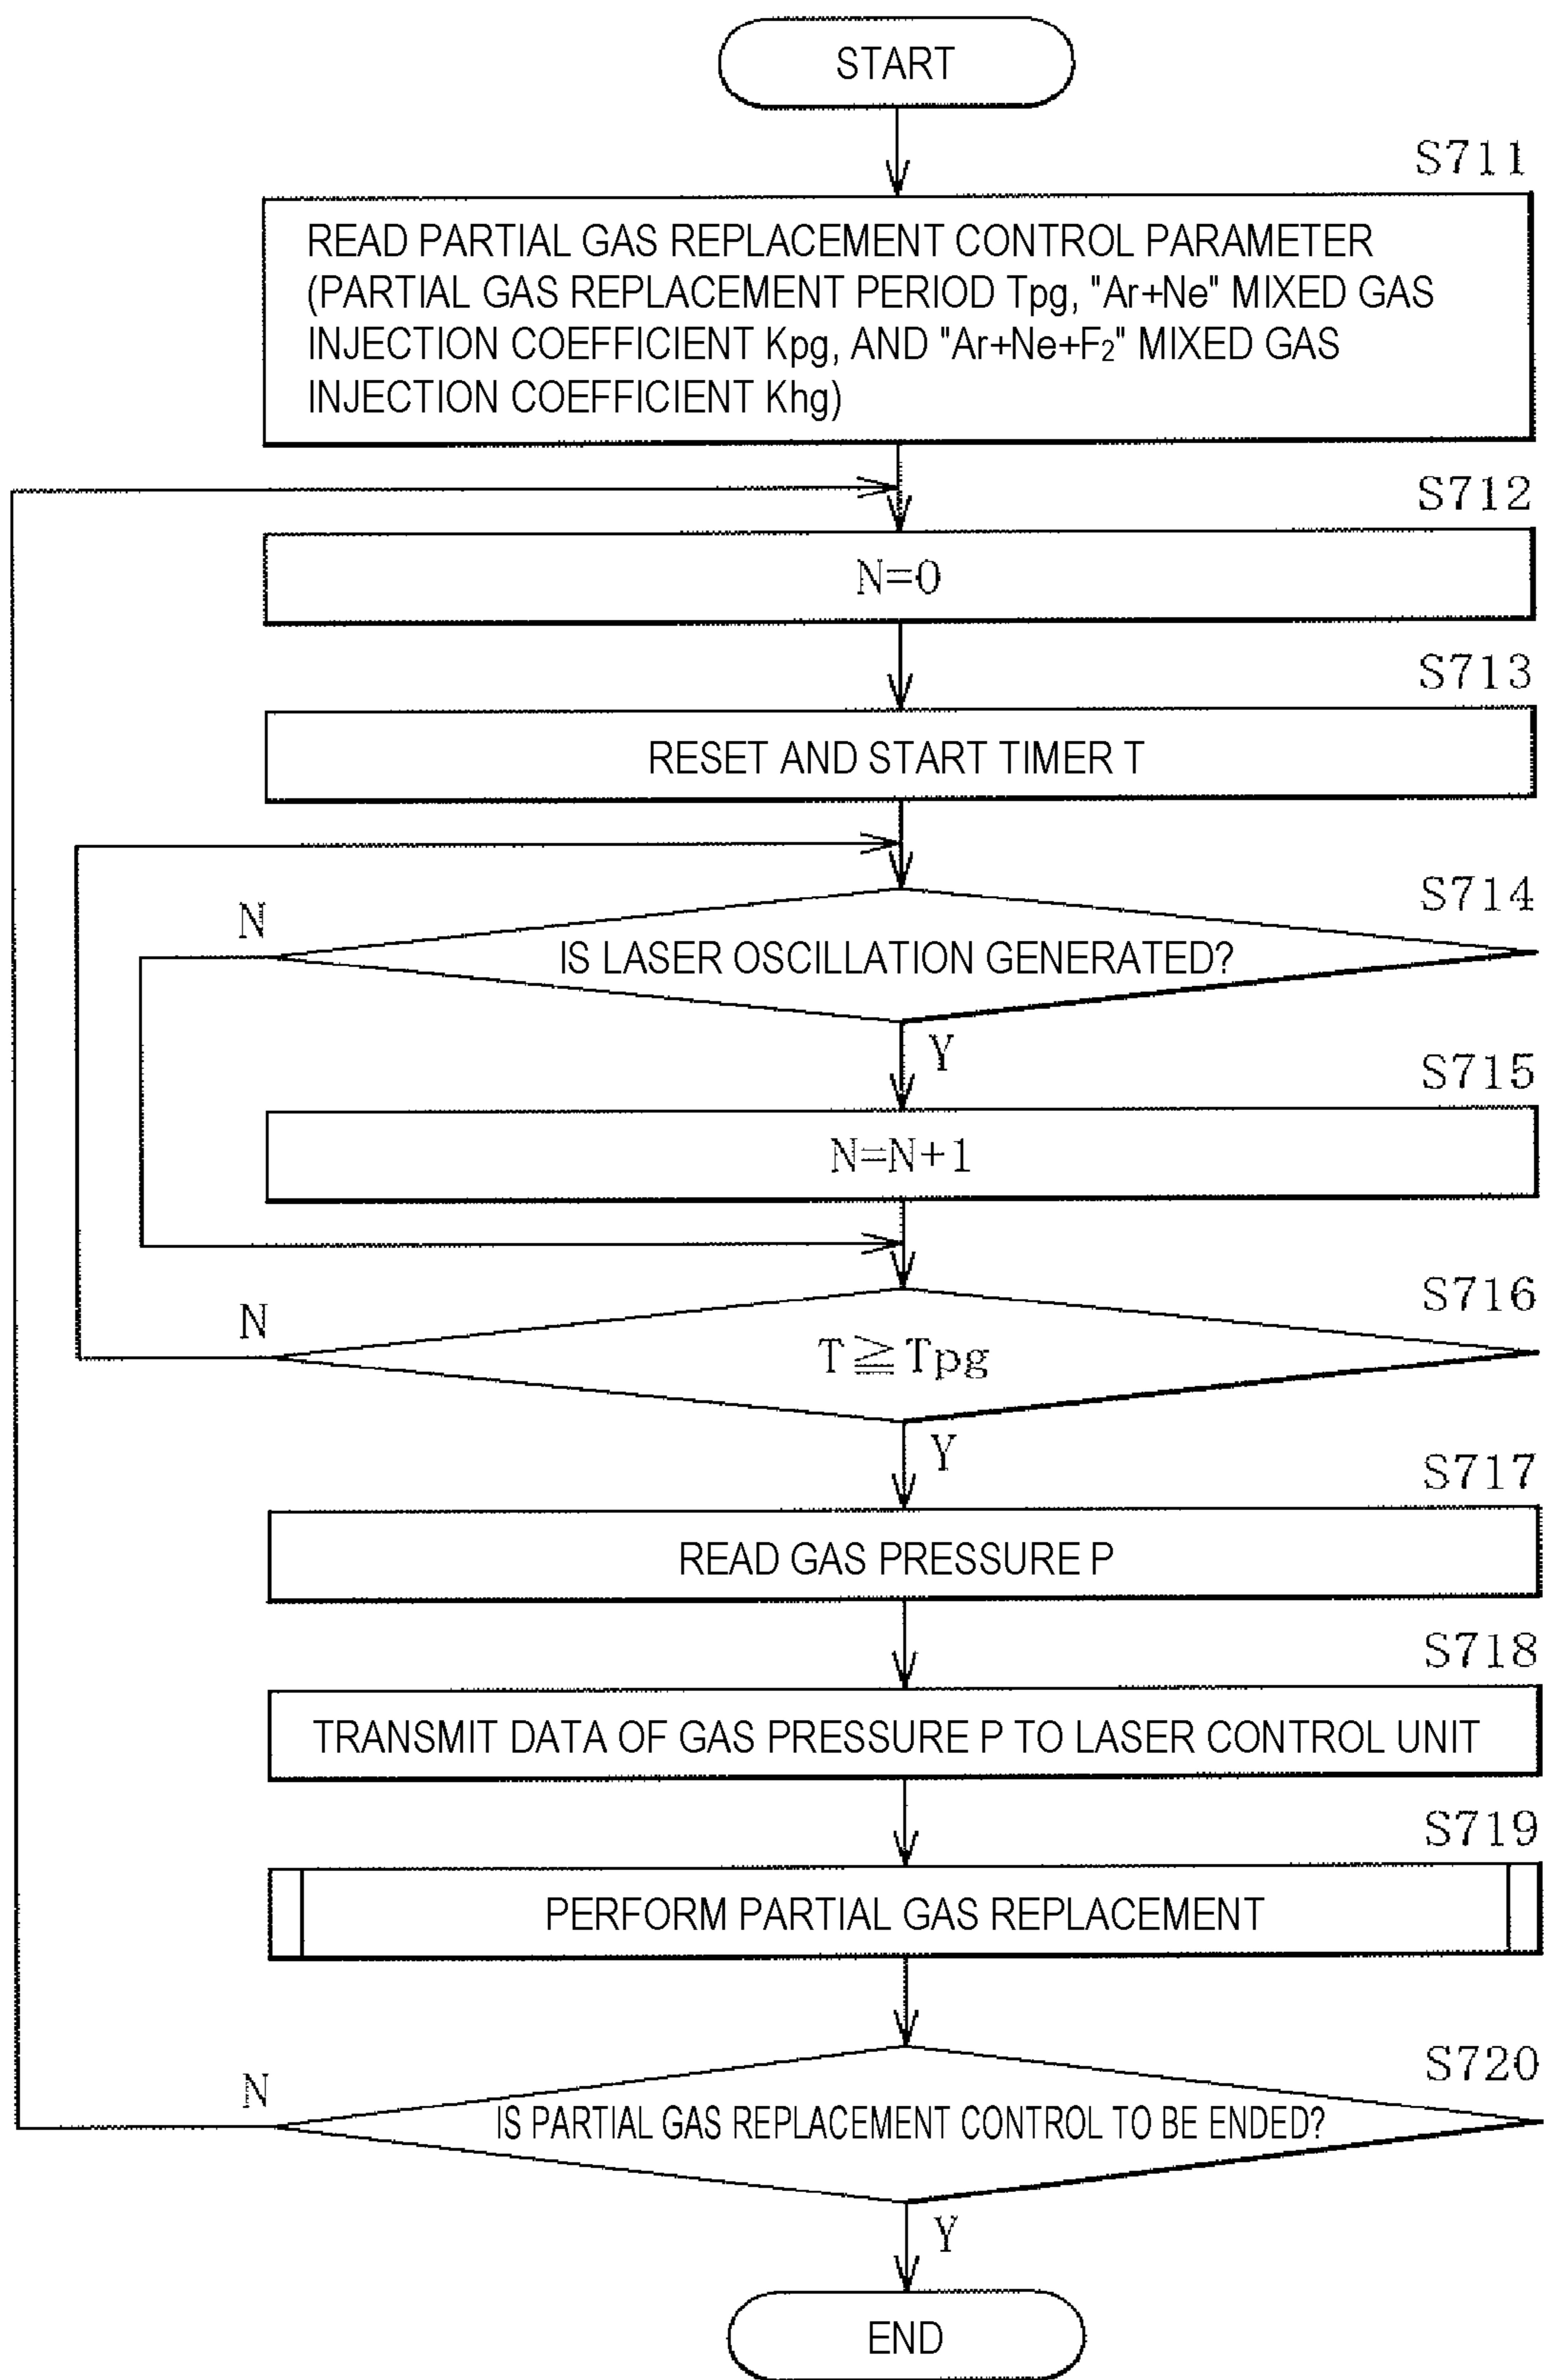 START
S711
READ PARTIAL GAS REPLACEMENT CONTROL PARAMETER
(PARTIAL GAS REPLACEMENT PERIOD Tpg, "Ar+Ne" MIXED GAS
INJECTION COEFFICIENT Kpg, AND "Ar+Ne+F₂" MIXED GAS
INJECTION COEFFICIENT Khg)
S712
N=0
S713
RESET AND START TIMER T
S714
N
IS LASER OSCILLATION GENERATED?
Y
S715
N=N+1
S716
N
T≧Tpg
Y
S717
READ GAS PRESSURE P
S718
TRANSMIT DATA OF GAS PRESSURE P TO LASER CONTROL UNIT
S719
PERFORM PARTIAL GAS REPLACEMENT
S720
N
IS PARTIAL GAS REPLACEMENT CONTROL TO BE ENDED?
Y
END